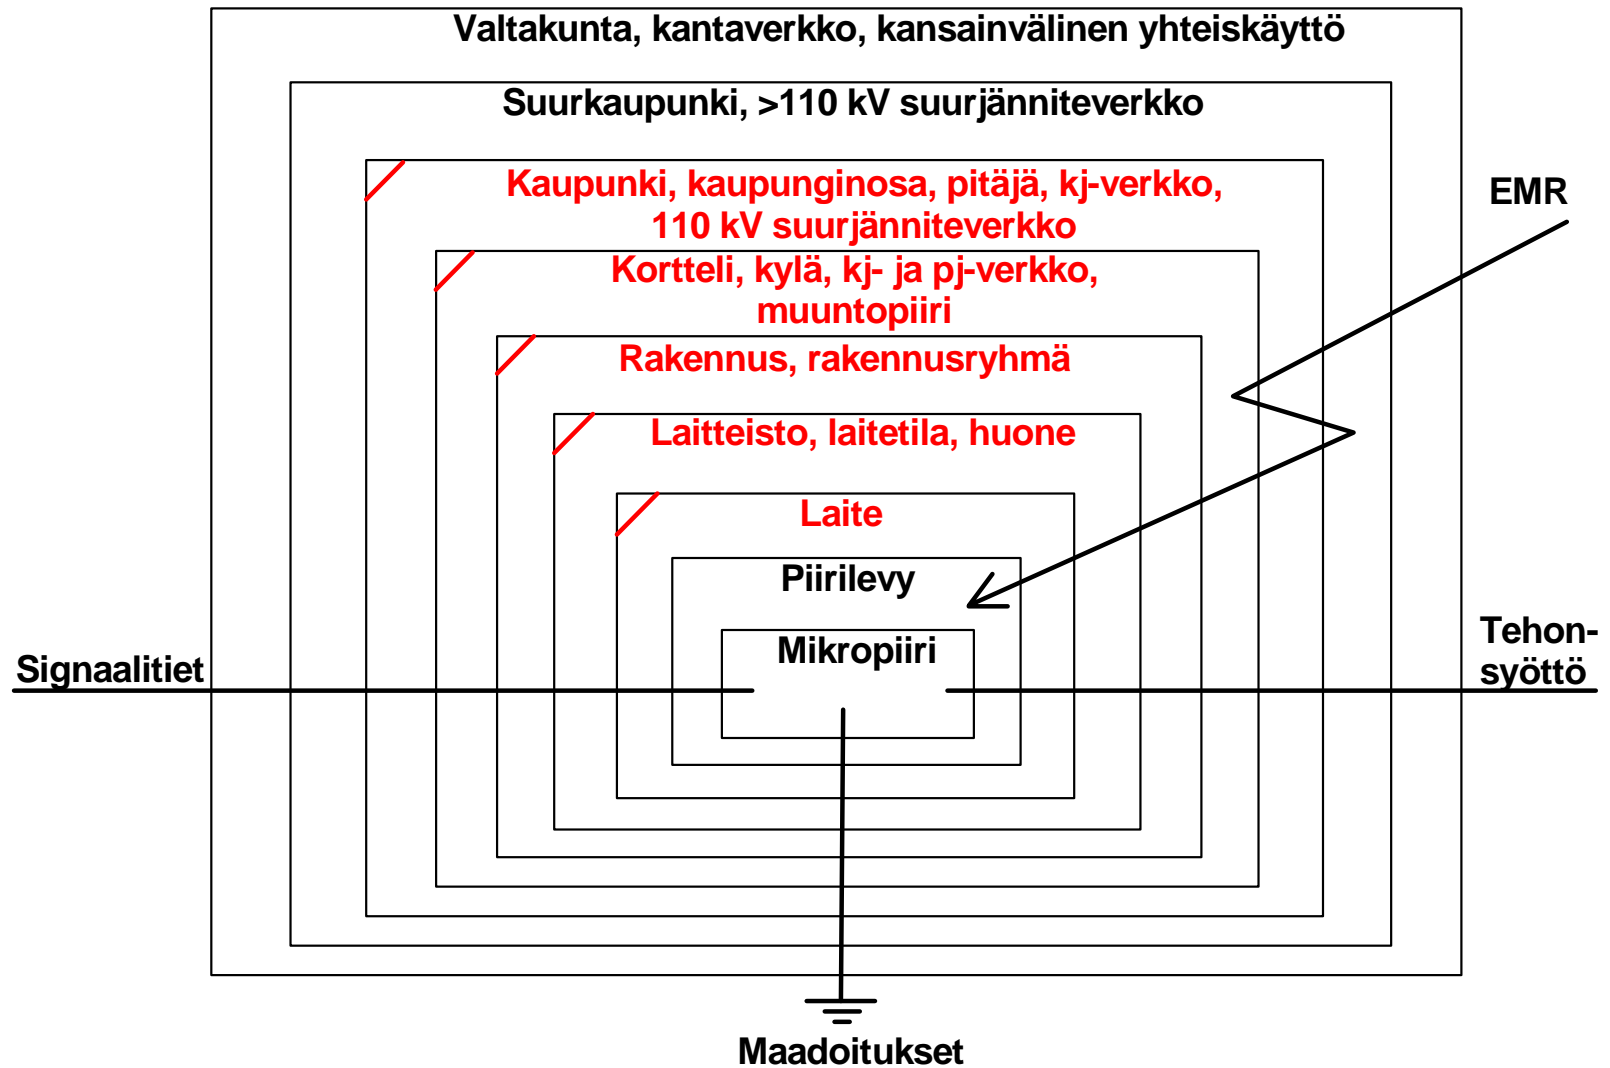 Valtakunta, kantaverkko, kansainvälinen yhteiskäyttö
Suurkaupunki, >110 kV suurjänniteverkko
Kaupunki, kaupunginosa, pitäjä, kj-verkko,
110 kV suurjänniteverkko
EMR
Kortteli, kylä, kj- ja pj-verkko,
muuntopiiri
Rakennus, rakennusryhmä
Laitteisto, laitetila, huone
Laite
Piirilevy
Mikropiiri
Signaalitiet
Tehon-
syöttö
Maadoitukset